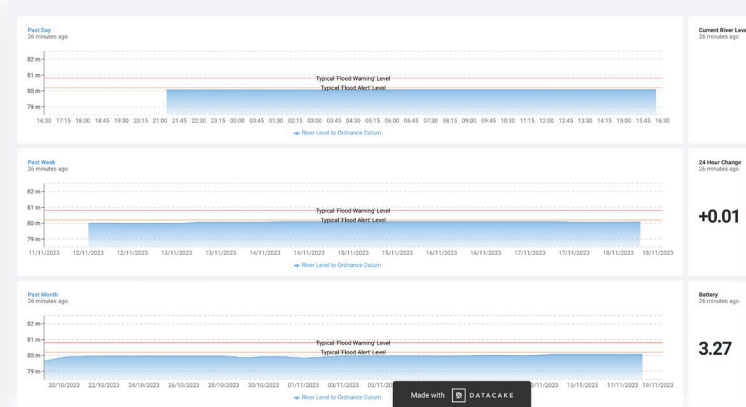 Past Day
26 minutes ago
82 m
81 m
80 m
79 m
Typical 'Flood Warning' Level
Typical 'Flood Alert' Level
16:30 17:15 18:00 18:45 19:30 20:15 21:00 21:45 22:30 23:15 00:00 00:45 01:30 02:15 03:00 03:45 04:30 05:15 06:00 06:45 07:30 08:15 09:00 09:45 10:30 11:15 12:00 12:45 13:30 14:15 15:00 15:45 16:30
River Level to Ordnance Datum
Current River Leve
26 minutes ago
Past Week
26 minutes ago
82 m
81 m
80 m
79 m
Typical 'Flood Warning' Level
Typical 'Flood Alert' Level
11/11/2023 12/11/2023 12/11/2023 13/11/2023 13/11/2023 14/11/2023 14/11/2023 15/11/2023 15/11/2023 16/11/2023 16/11/2023 17/11/2023 17/11/2023 18/11/2023 18/11/2023
River Level to Ordnance Datum
24 Hour Change
26 minutes ago
+0.01
Past Month
26 minutes ago
82 m
81 m
80 m
79 m
Typical 'Flood Warning' Level
Typical 'Flood Alert' Level
20/10/2023 22/10/2023 24/10/2023 26/10/2023 28/10/2023 30/10/2023 01/11/2023 03/11/2023 05/11/20 3/11/2023 15/11/2023 17/11/2023 19/11/2023
River Level to Ordnance Datum
Battery
26 minutes ago
3.27
Made with DATACAKE